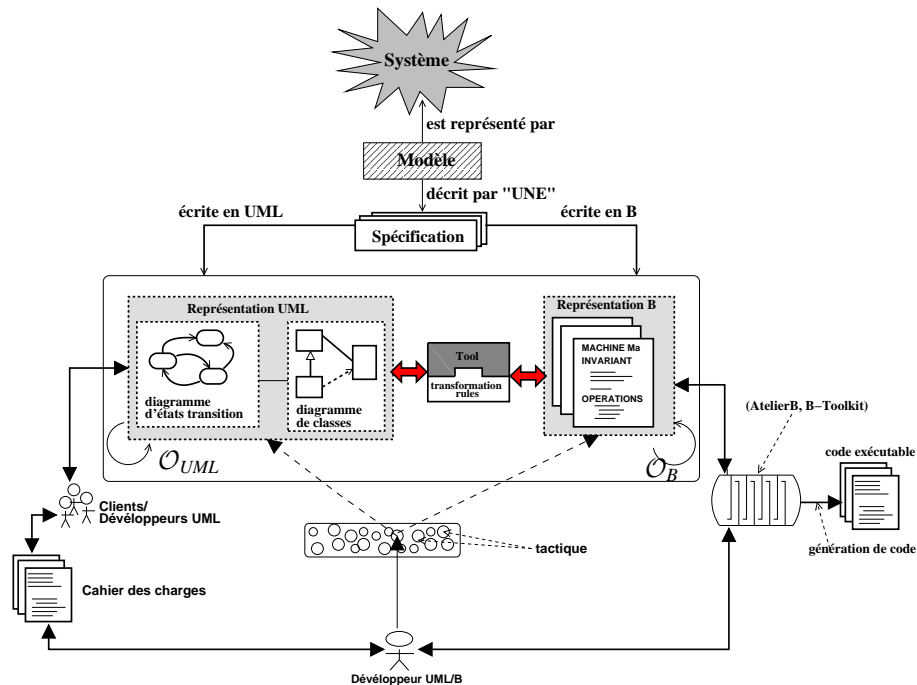 Système
est représenté par
Modèle
décrit par "UNE"
écrite en UML
écrite en B
Spécification
Représentation UML
Représentation B
Tool
transformation
rules
MACHINE Ma
INVARIANT
OPERATIONS
diagramme
d'états transition
diagramme
de classes
O_UML
O_B
(AtelierB, B-Toolkit)
code exécutable
Clients/
Dévéloppeurs UML
tactique
génération de code
Cahier des charges
Dévéloppeur UML/B